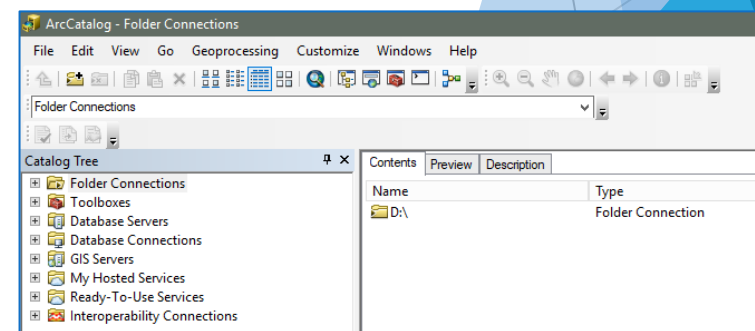 ArcCatalog - Folder Connections
File Edit View Go Geoprocessing Customize Windows Help
Folder Connections
Catalog Tree
Folder Connections
Toolboxes
Database Servers
Database Connections
GIS Servers
My Hosted Services
Ready-To-Use Services
Interoperability Connections
Contents Preview Description
Name Type
D:\ Folder Connection